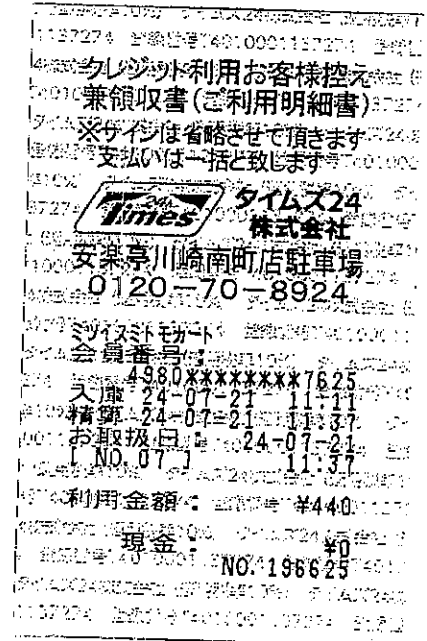 クレジット利用お客様控え
兼領収書(ご利用明細書)
※サインは省略させて頂きます
支払いは一括と致します
24h
Times
タイムズ24
株式会社
安楽亭川崎南町店駐車場
0120-70-8924
ミツイスミトモカード
会員番号:
4980********7625
入庫 24-07-21 11:11
精算 24-07-21 11:37
お取扱日: 24-07-21
[ NO.07 ] 11:37
利用金額: ¥440
現金: ¥0
NO.196625